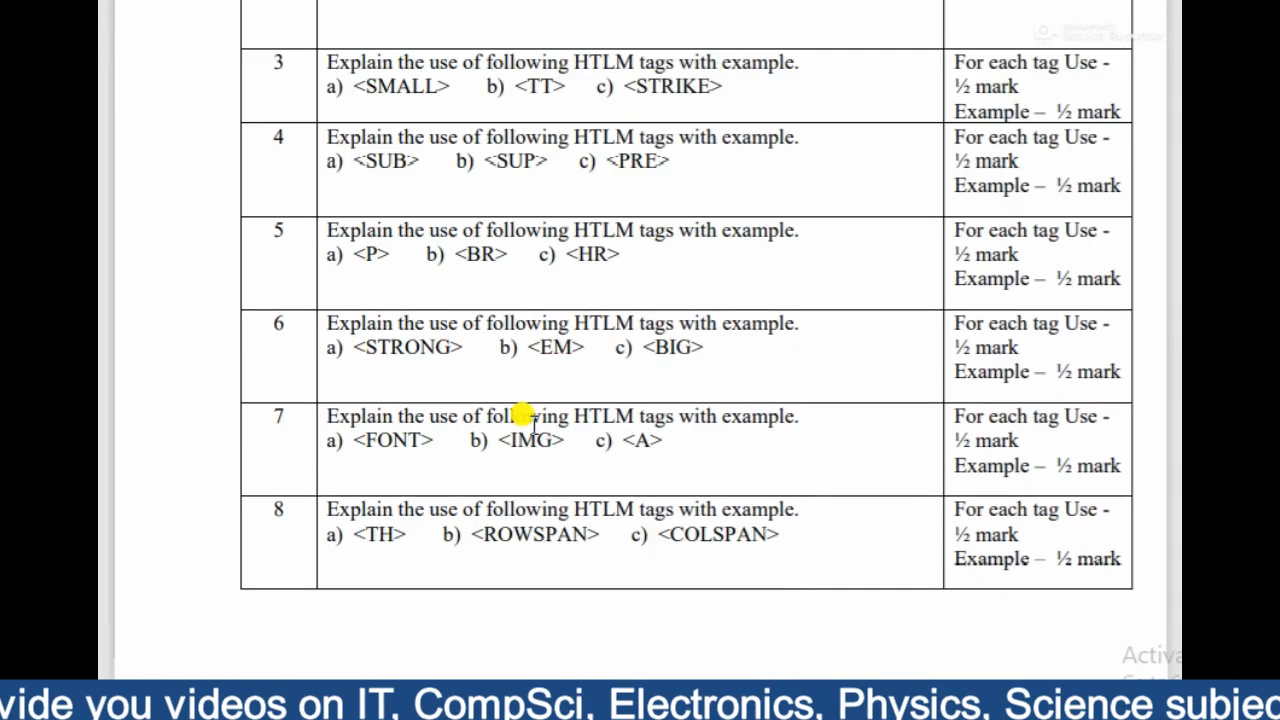 3 Explain the use of following HTLM tags with example. For each tag Use -
a) <SMALL> b) <TT> c) <STRIKE> ½ mark
Example – ½ mark
4 Explain the use of following HTLM tags with example. For each tag Use -
a) <SUB> b) <SUP> c) <PRE> ½ mark
Example – ½ mark
5 Explain the use of following HTLM tags with example. For each tag Use -
a) <P> b) <BR> c) <HR> ½ mark
Example – ½ mark
6 Explain the use of following HTLM tags with example. For each tag Use -
a) <STRONG> b) <EM> c) <BIG> ½ mark
Example – ½ mark
7 Explain the use of following HTLM tags with example. For each tag Use -
a) <FONT> b) <IMG> c) <A> ½ mark
Example – ½ mark
8 Explain the use of following HTLM tags with example. For each tag Use -
a) <TH> b) <ROWSPAN> c) <COLSPAN> ½ mark
Example – ½ mark
Activa
vide you videos on IT, CompSci, Electronics, Physics, Science subjec